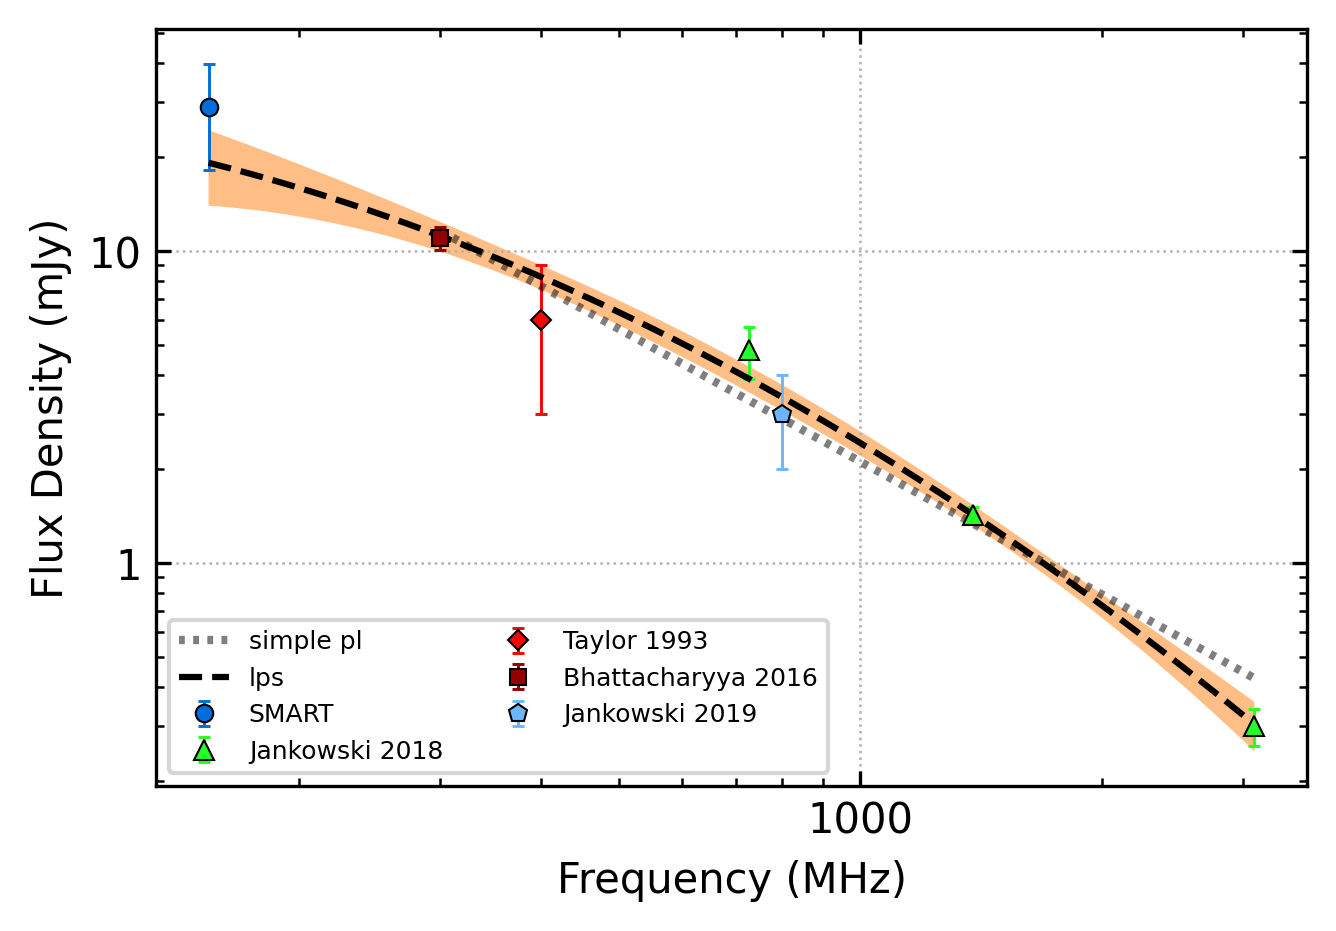 Flux Density (mJy)
10
1
simple pl
lps
SMART
Jankowski 2018
Taylor 1993
Bhattacharyya 2016
Jankowski 2019
1000
Frequency (MHz)